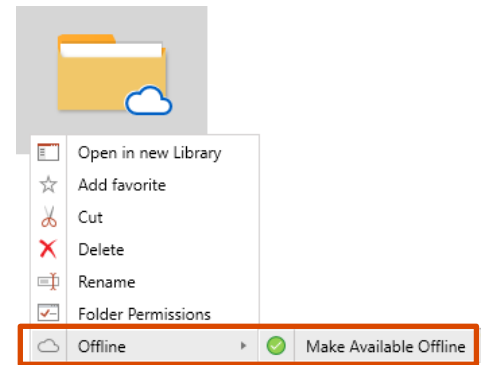 Open in new Library
Add favorite
Cut
Delete
Rename
Folder Permissions
Offline
Make Available Offline